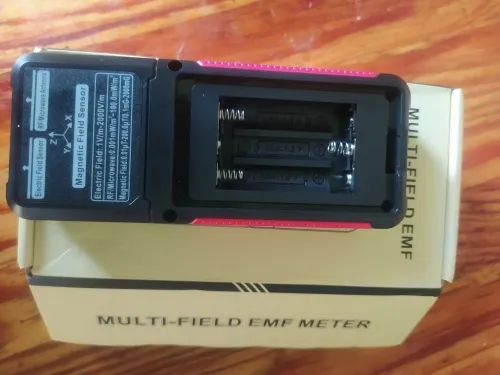 Electric Field Sensor
RF/Microwave Antenna
Z
X
Y
Magnetic Field Sensor
Electric Field: 1V/m~2000V/m
MULTI-FIELD EMF
MULTI-FIELD EMF METER